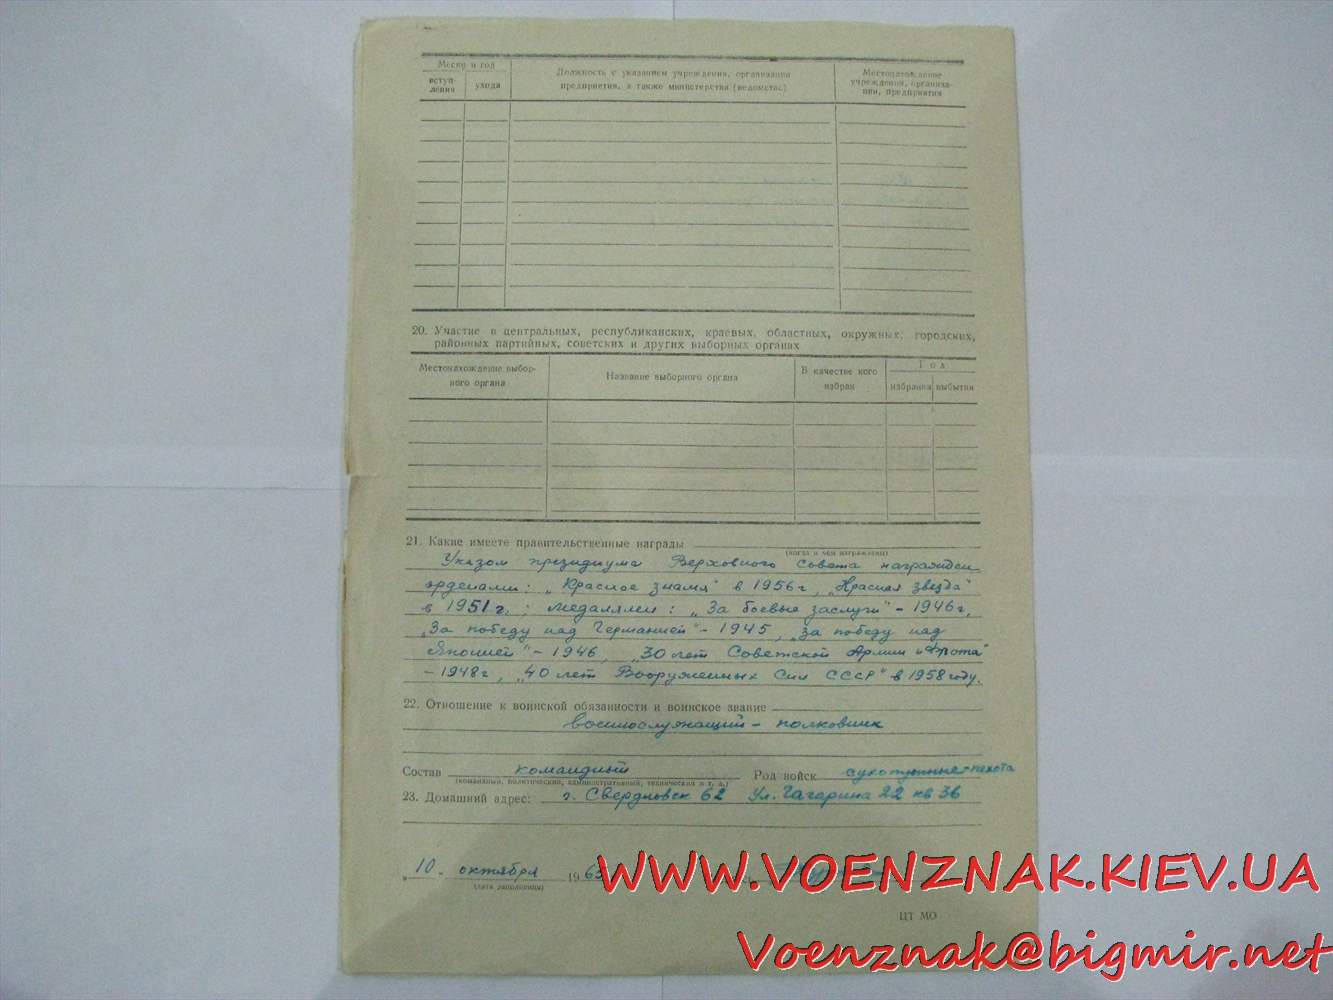 Месяц и год
вступ-
ления
ухода
Должность с указанием учреждения, организации
предприятия, а также министерства (ведомства)
Местонахождение
учреждения, организа-
ции, предприятия
20. Участие в центральных, республиканских, краевых, областных, окружных, городских,
районных партийных, советских и других выборных органах
Местонахождение выбор-
ного органа
Название выборного органа
В качестве кого
избран
Год
избрания
выбытия
21. Какие имеете правительственные награды
(когда и чем награждены)
Указом президиума Верховного Совета награжден
орденами: „Красное знамя" в 1956 г, „Красная звезда"
в 1951 г.; медалями: „За боевые заслуги" - 1946 г,
„За победу над Германией" - 1945, „За победу над
Японией" - 1946, „30 лет Советской Армии и Флота"
- 1948 г, „40 лет Вооруженных Сил СССР" в 1958 году.
22. Отношение к воинской обязанности и воинское звание
военнослужащий - полковник
Состав командный
Род войск сухопутные - пехота
(командный, политический, административный, технический и т. д.)
23. Домашний адрес: г. Свердловск 62 Ул. Гагарина 22 кв 36
10. октября 196
(дата заполнения)
WWW.VOENZNAK.KIEV.UA
ЦТ МО
Voenznak@bigmir.net